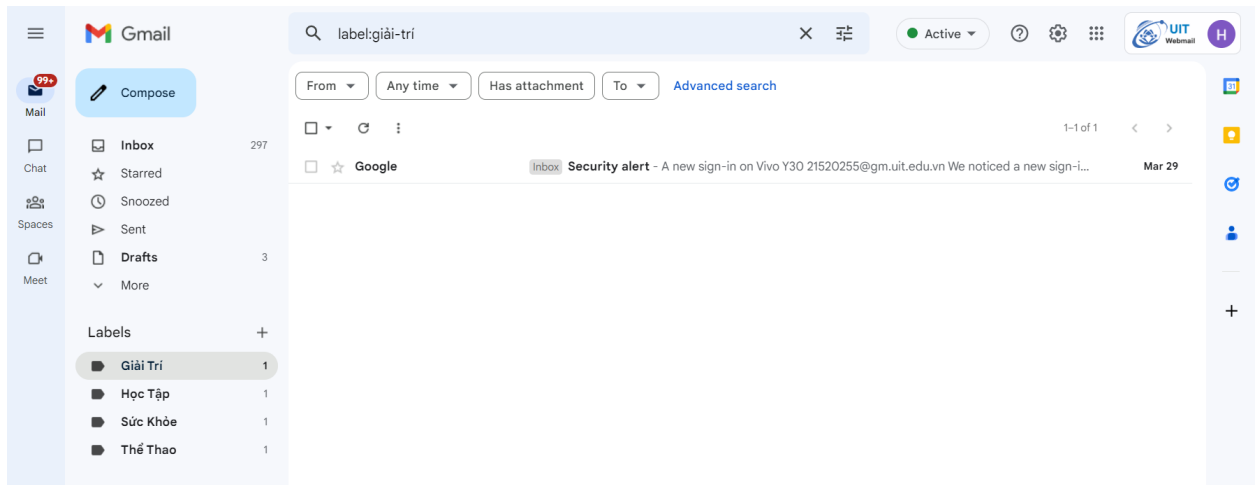 Gmail
label:giải-trí
Active
UIT
Webmail
H
99+
Mail
Chat
Spaces
Meet
Compose
Inbox 297
Starred
Snoozed
Sent
Drafts 3
More
Labels
Giải Trí 1
Học Tập 1
Sức Khỏe 1
Thể Thao 1
From Any time Has attachment To Advanced search
1–1 of 1
Google Inbox Security alert - A new sign-in on Vivo Y30 21520255@gm.uit.edu.vn We noticed a new sign-i... Mar 29
31